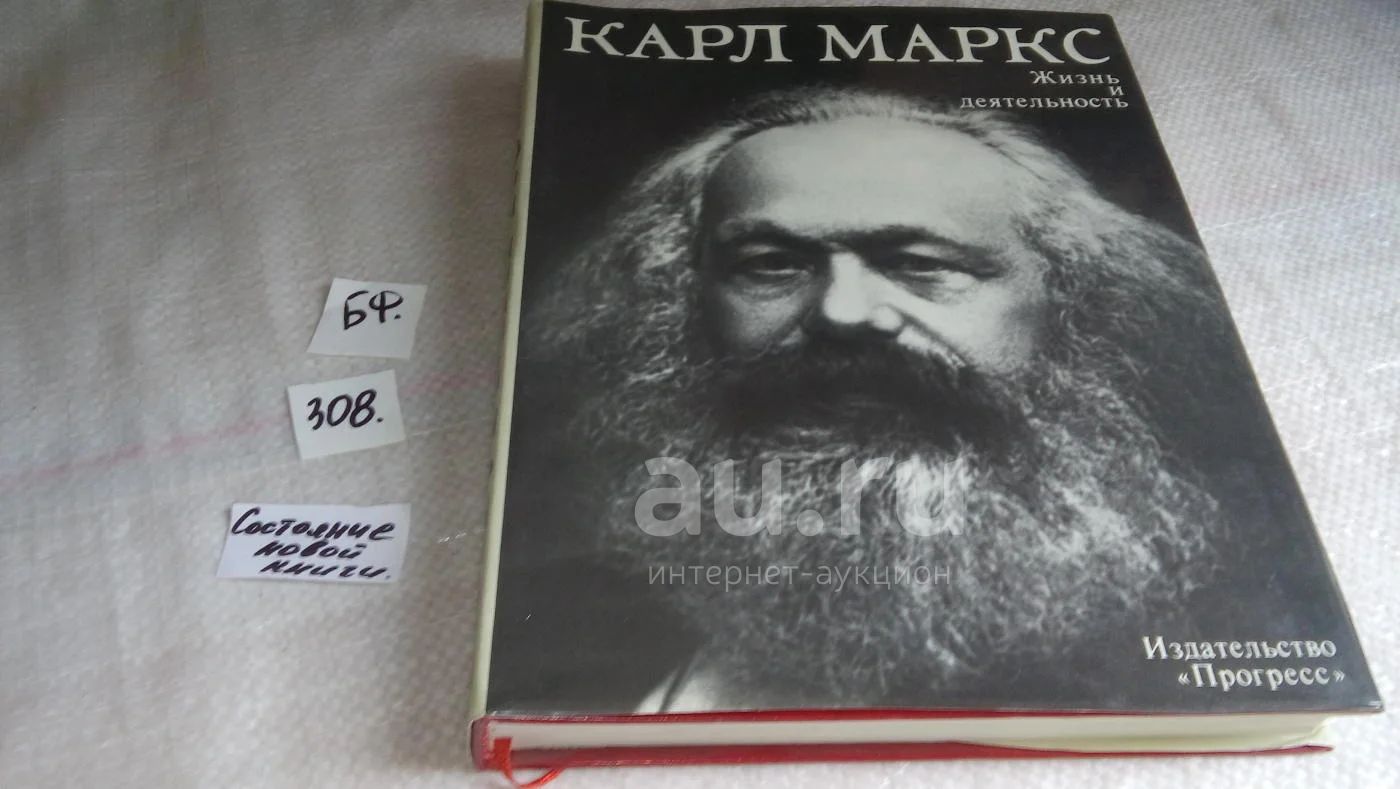 КАРЛ МАРКС
Жизнь
и
деятельность
БФ.
308.
Состояние
новой
книги.
au.ru
интернет-аукцион
Издательство
«Прогресс»